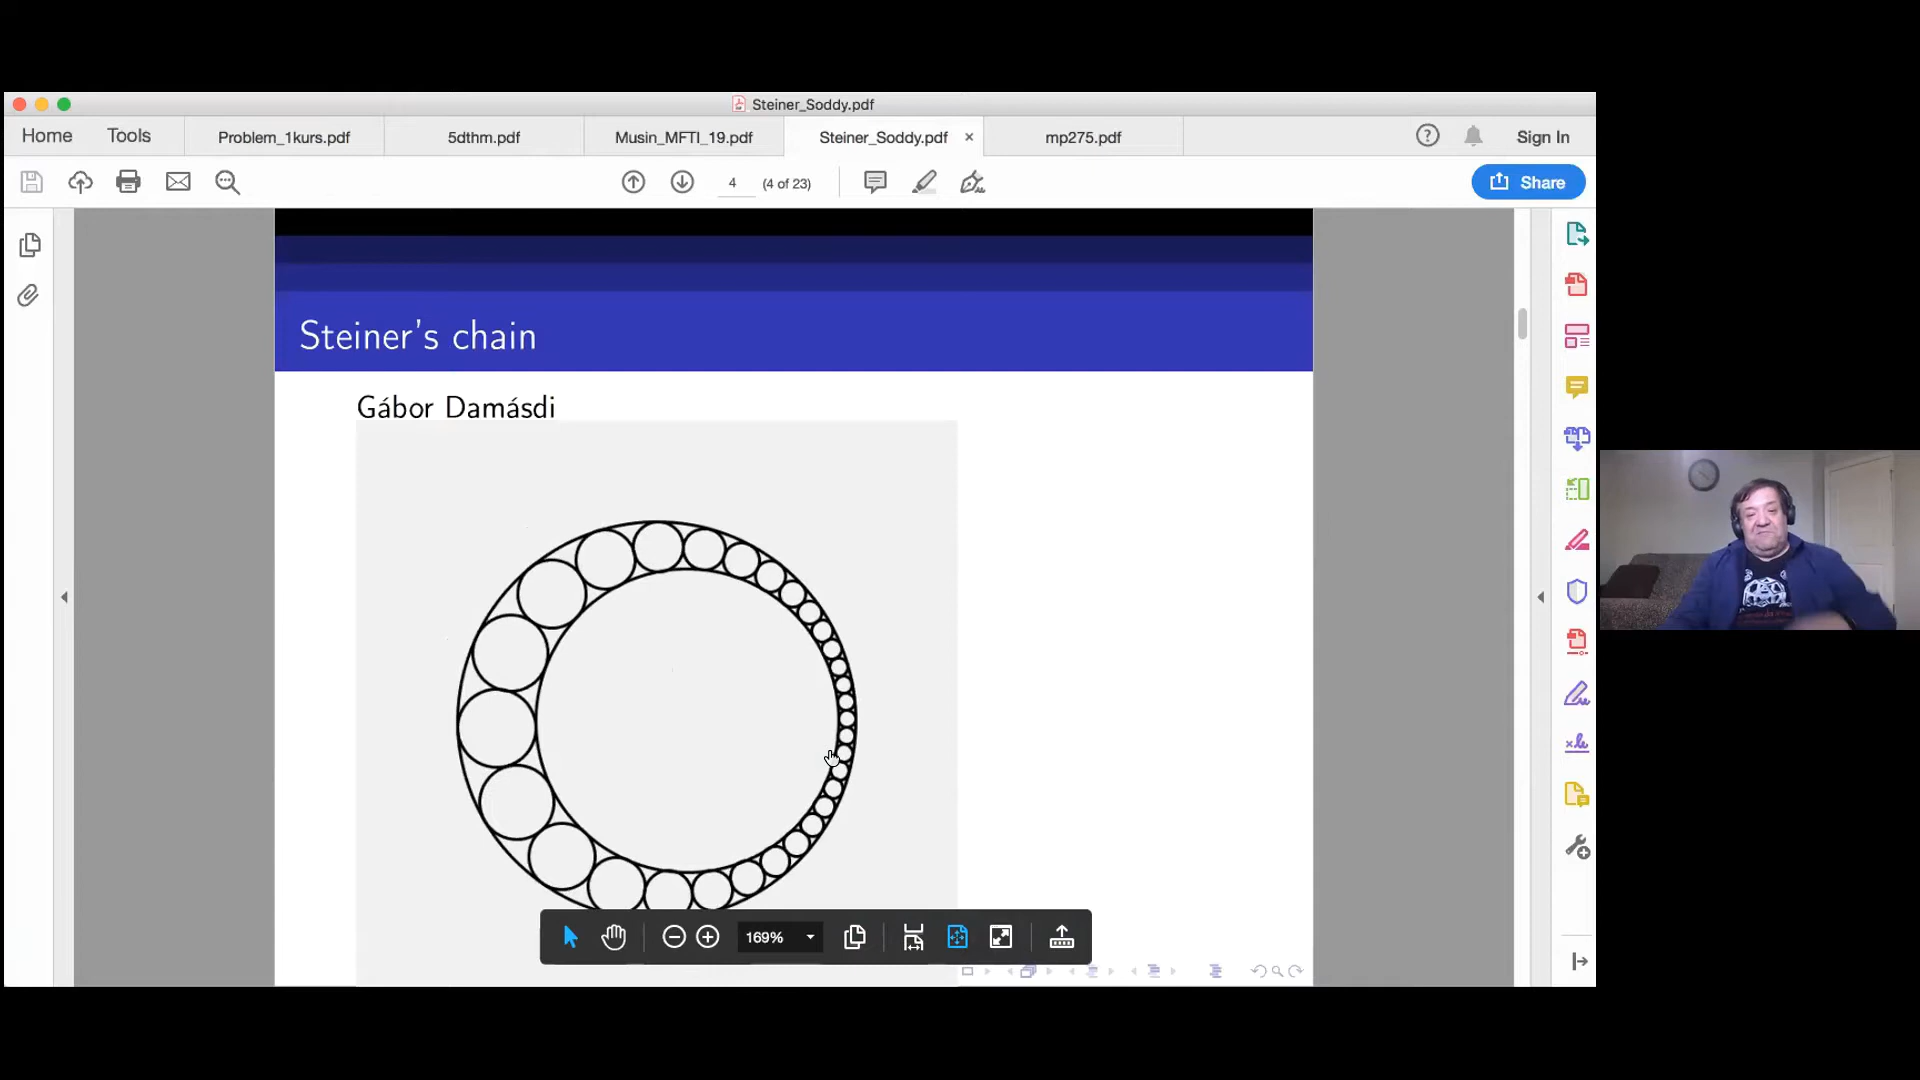 Steiner_Soddy.pdf
Home Tools Problem_1kurs.pdf 5dthm.pdf Musin_MFTI_19.pdf Steiner_Soddy.pdf × mp275.pdf Sign In
4 (4 of 23) Share
Steiner's chain
Gábor Damásdi
169%